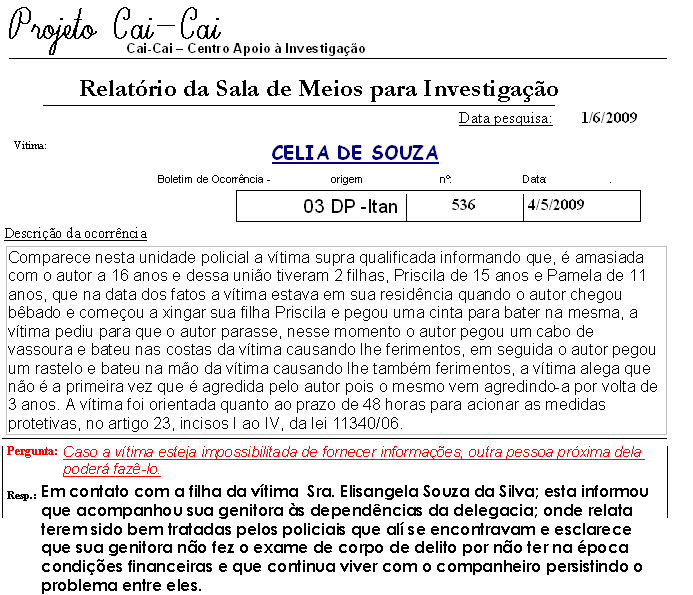 Projeto Cai-Cai
Cai-Cai – Centro Apoio à Investigação
Relatório da Sala de Meios para Investigação
Data pesquisa: 1/6/2009
Vitima:
CELIA DE SOUZA
Boletim de Ocorrência - origem nº: Data .
03 DP -Itan 536 4/5/2009
Descrição da ocorrência
Comparece nesta unidade policial a vítima supra qualificada informando que, é amasiada
com o autor a 16 anos e dessa união tiveram 2 filhas, Priscila de 15 anos e Pamela de 11
anos, que na data dos fatos a vítima estava em sua residência quando o autor chegou
bêbado e começou a xingar sua filha Priscila e pegou uma cinta para bater na mesma, a
vítima pediu para que o autor parasse, nesse momento o autor pegou um cabo de
vassoura e bateu nas costas da vítima causando lhe ferimentos, em seguida o autor pegou
um rastelo e bateu na mão da vítima causando lhe também ferimentos, a vítima alega que
não é a primeira vez que é agredida pelo autor pois o mesmo vem agredindo-a por volta de
3 anos. A vítima foi orientada quanto ao prazo de 48 horas para acionar as medidas
protetivas, no artigo 23, incisos I ao IV, da lei 11340/06.
Pergunta: Caso a vítima esteja impossibilitada de fornecer informações, outra pessoa próxima dela
poderá fazê-lo.
Resp.: Em contato com a filha da vítima Sra. Elisangela Souza da Silva; esta informou
que acompanhou sua genitora às dependências da delegacia; onde relata
terem sido bem tratadas pelos policiais que alí se encontravam e esclarece
que sua genitora não fez o exame de corpo de delito por não ter na época
condições financeiras e que continua viver com o companheiro persistindo o
problema entre eles.